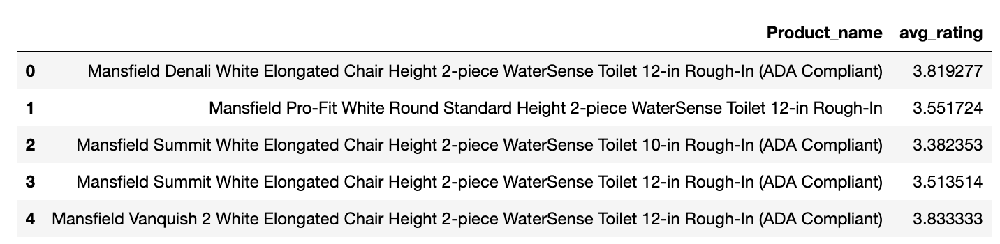 Product_name avg_rating
0 Mansfield Denali White Elongated Chair Height 2-piece WaterSense Toilet 12-in Rough-In (ADA Compliant) 3.819277
1 Mansfield Pro-Fit White Round Standard Height 2-piece WaterSense Toilet 12-in Rough-In 3.551724
2 Mansfield Summit White Elongated Chair Height 2-piece WaterSense Toilet 10-in Rough-In (ADA Compliant) 3.382353
3 Mansfield Summit White Elongated Chair Height 2-piece WaterSense Toilet 12-in Rough-In (ADA Compliant) 3.513514
4 Mansfield Vanquish 2 White Elongated Chair Height 2-piece WaterSense Toilet 12-in Rough-In (ADA Compliant) 3.833333